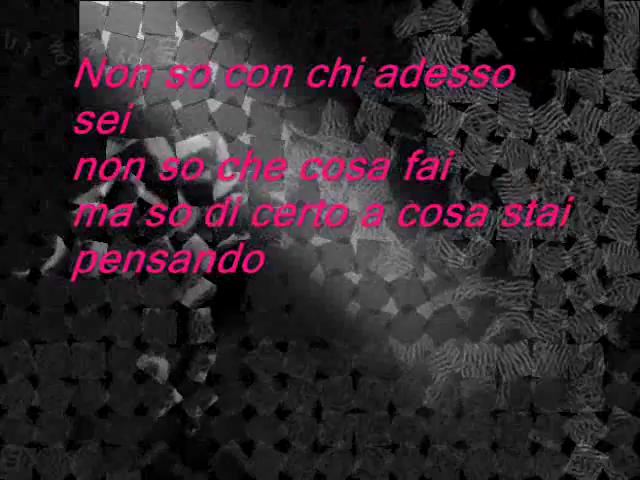 Non so con chi adesso
sei
non so che cosa fai
ma so di certo a cosa stai
pensando